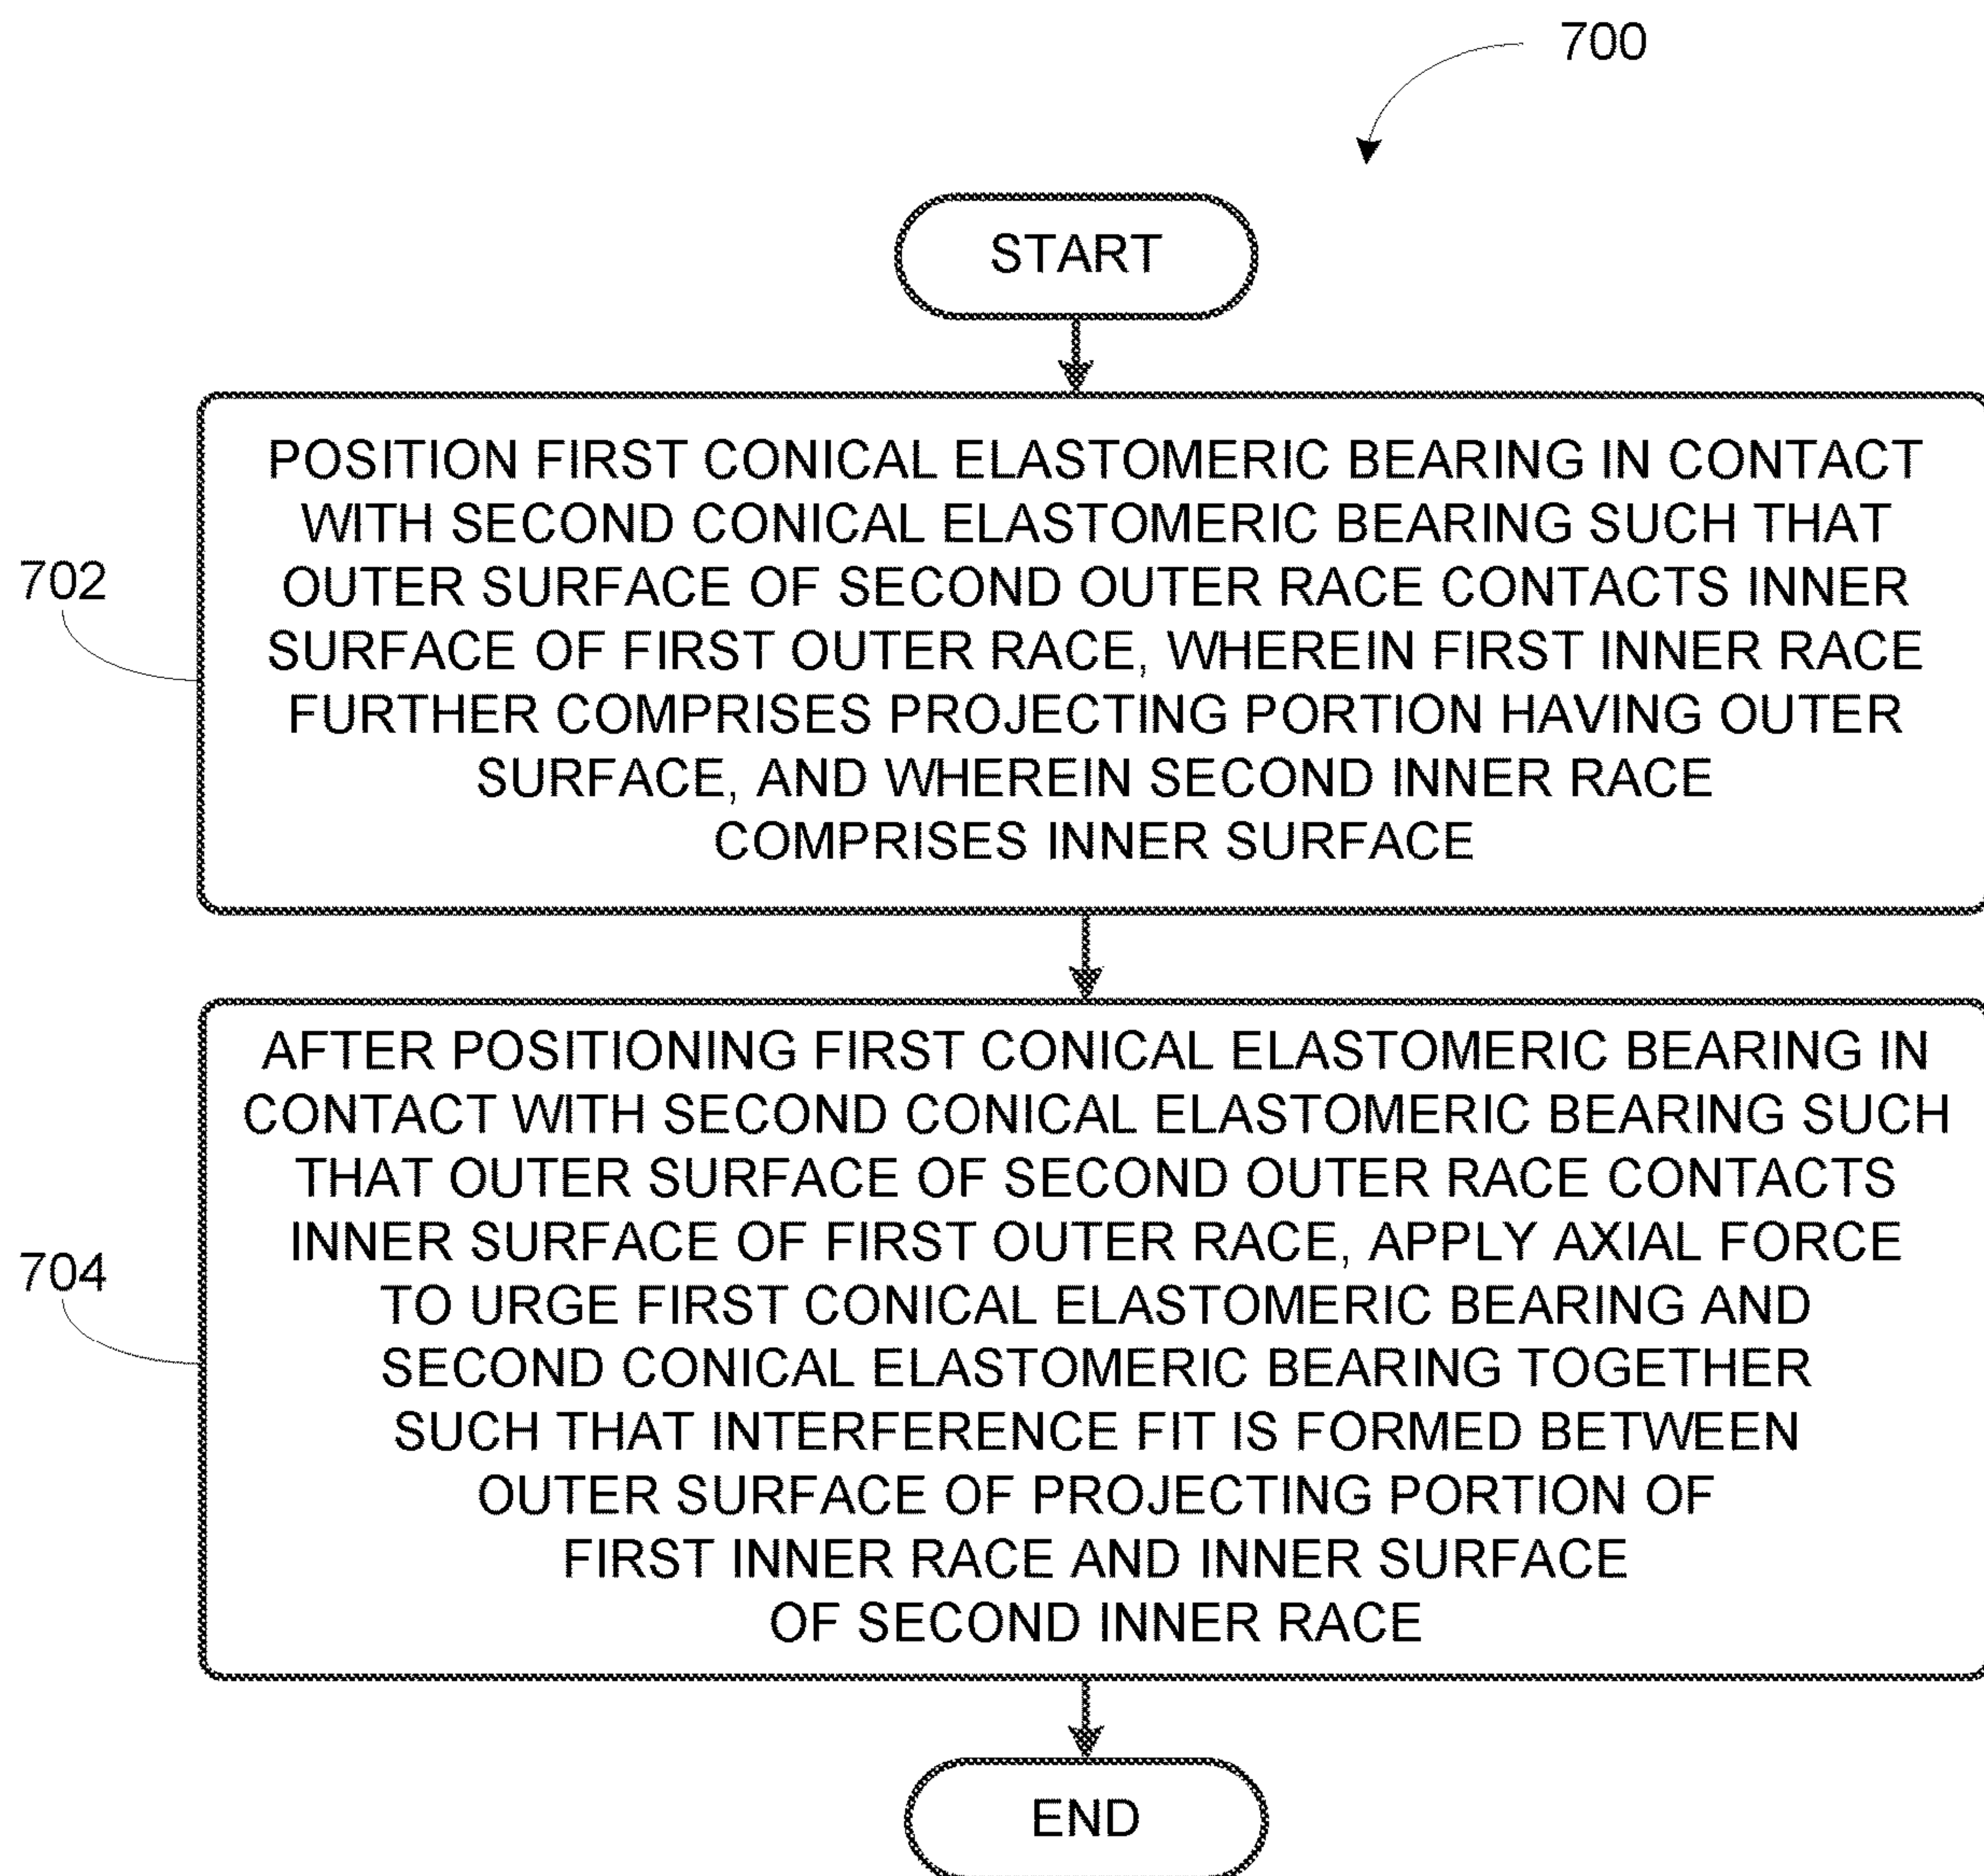 700
START
702
POSITION FIRST CONICAL ELASTOMERIC BEARING IN CONTACT
WITH SECOND CONICAL ELASTOMERIC BEARING SUCH THAT
OUTER SURFACE OF SECOND OUTER RACE CONTACTS INNER
SURFACE OF FIRST OUTER RACE, WHEREIN FIRST INNER RACE
FURTHER COMPRISES PROJECTING PORTION HAVING OUTER
SURFACE, AND WHEREIN SECOND INNER RACE
COMPRISES INNER SURFACE
704
AFTER POSITIONING FIRST CONICAL ELASTOMERIC BEARING IN
CONTACT WITH SECOND CONICAL ELASTOMERIC BEARING SUCH
THAT OUTER SURFACE OF SECOND OUTER RACE CONTACTS
INNER SURFACE OF FIRST OUTER RACE, APPLY AXIAL FORCE
TO URGE FIRST CONICAL ELASTOMERIC BEARING AND
SECOND CONICAL ELASTOMERIC BEARING TOGETHER
SUCH THAT INTERFERENCE FIT IS FORMED BETWEEN
OUTER SURFACE OF PROJECTING PORTION OF
FIRST INNER RACE AND INNER SURFACE
OF SECOND INNER RACE
END